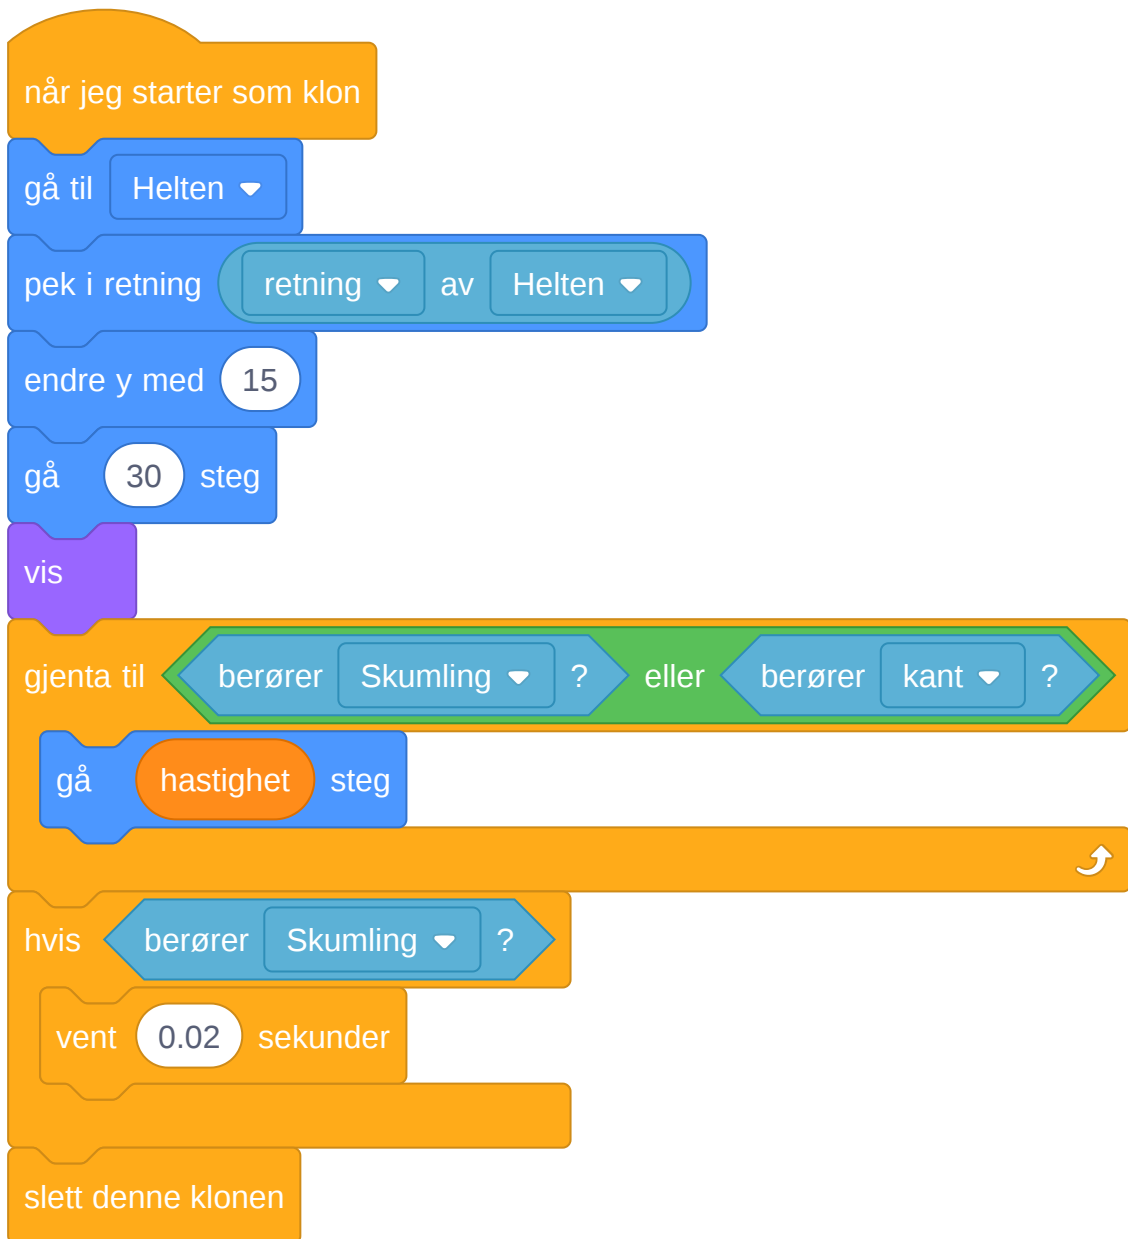 når jeg starter som klon
gå til Helten
pek i retning retning av Helten
endre y med 15
gå 30 steg
vis
gjenta til berører Skumling ? eller berører kant ?
gå hastighet steg
hvis berører Skumling ?
vent 0.02 sekunder
slett denne klonen